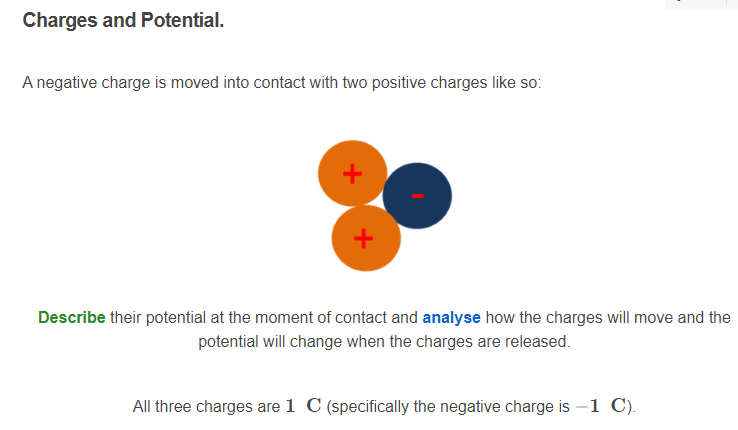 Charges and Potential.
A negative charge is moved into contact with two positive charges like so:
+
-
+
Describe their potential at the moment of contact and analyse how the charges will move and the
potential will change when the charges are released.
All three charges are 1 C (specifically the negative charge is −1 C).